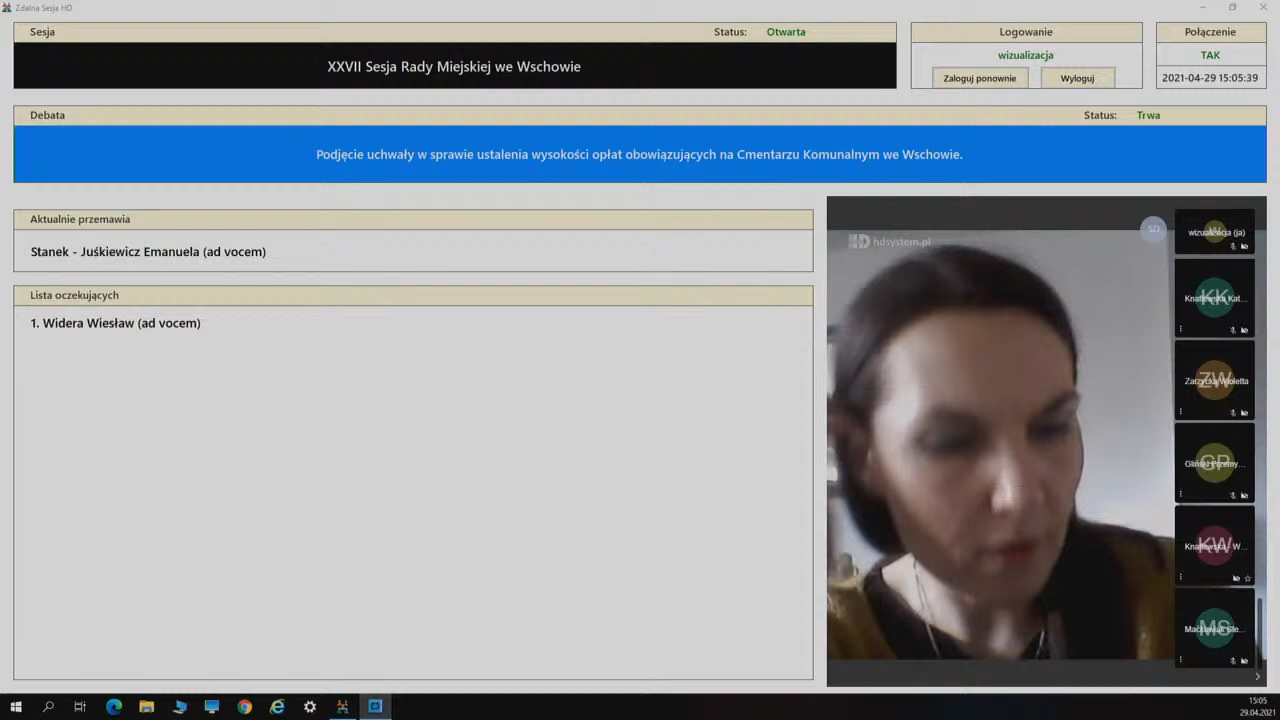 Zdalna Sesja HD
Sesja
Status: Otwarta
XXVII Sesja Rady Miejskiej we Wschowie
Logowanie
wizualizacja
Zaloguj ponownie
Wyloguj
Połączenie
TAK
2021-04-29 15:05:39
Debata
Status: Trwa
Podjęcie uchwały w sprawie ustalenia wysokości opłat obowiązujących na Cmentarzu Komunalnym we Wschowie.
Aktualnie przemawia
Stanek - Juśkiewicz Emanuela (ad vocem)
Lista oczekujących
1. Widera Wiesław (ad vocem)
HD hdsystem.pl
SD
wizualizacja (ja)
KK
ZW
Zarzycka Wioletta
GP
KW
MS
15:05
29.04.2021